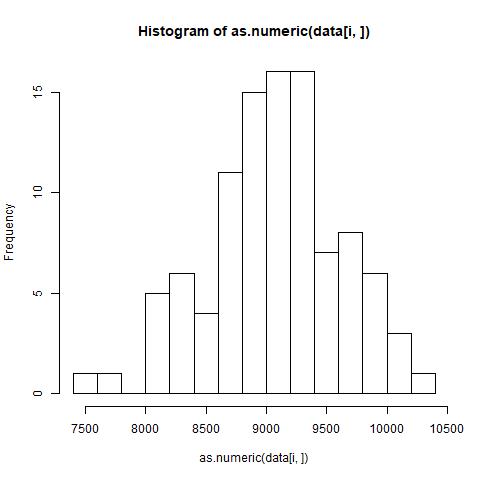 Histogram of as.numeric(data[i, ])
Frequency
15
10
5
0
7500 8000 8500 9000 9500 10000 10500
as.numeric(data[i, ])